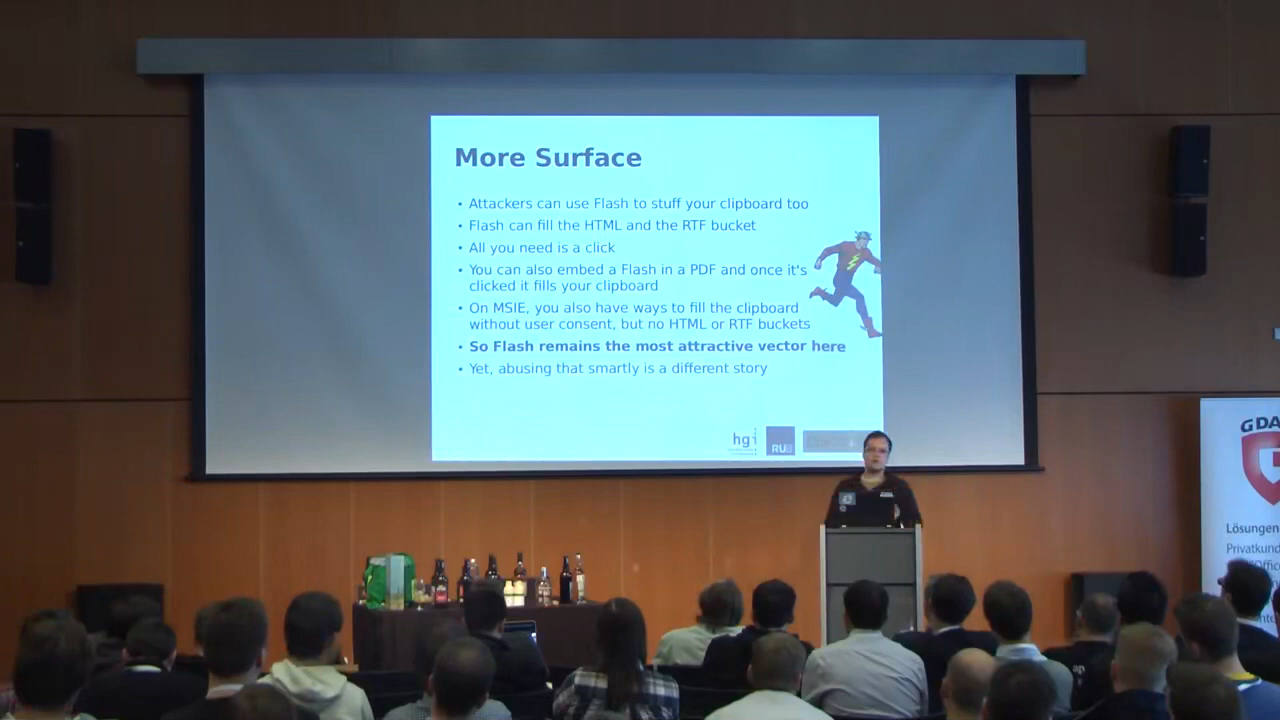 More Surface
• Attackers can use Flash to stuff your clipboard too
• Flash can fill the HTML and the RTF bucket
• All you need is a click
• You can also embed a Flash in a PDF and once it's
clicked it fills your clipboard
• On MSIE, you also have ways to fill the clipboard
without user consent, but no HTML or RTF buckets
• So Flash remains the most attractive vector here
• Yet, abusing that smartly is a different story
hgi
RUB
G DA
Lösungen
Privatkund